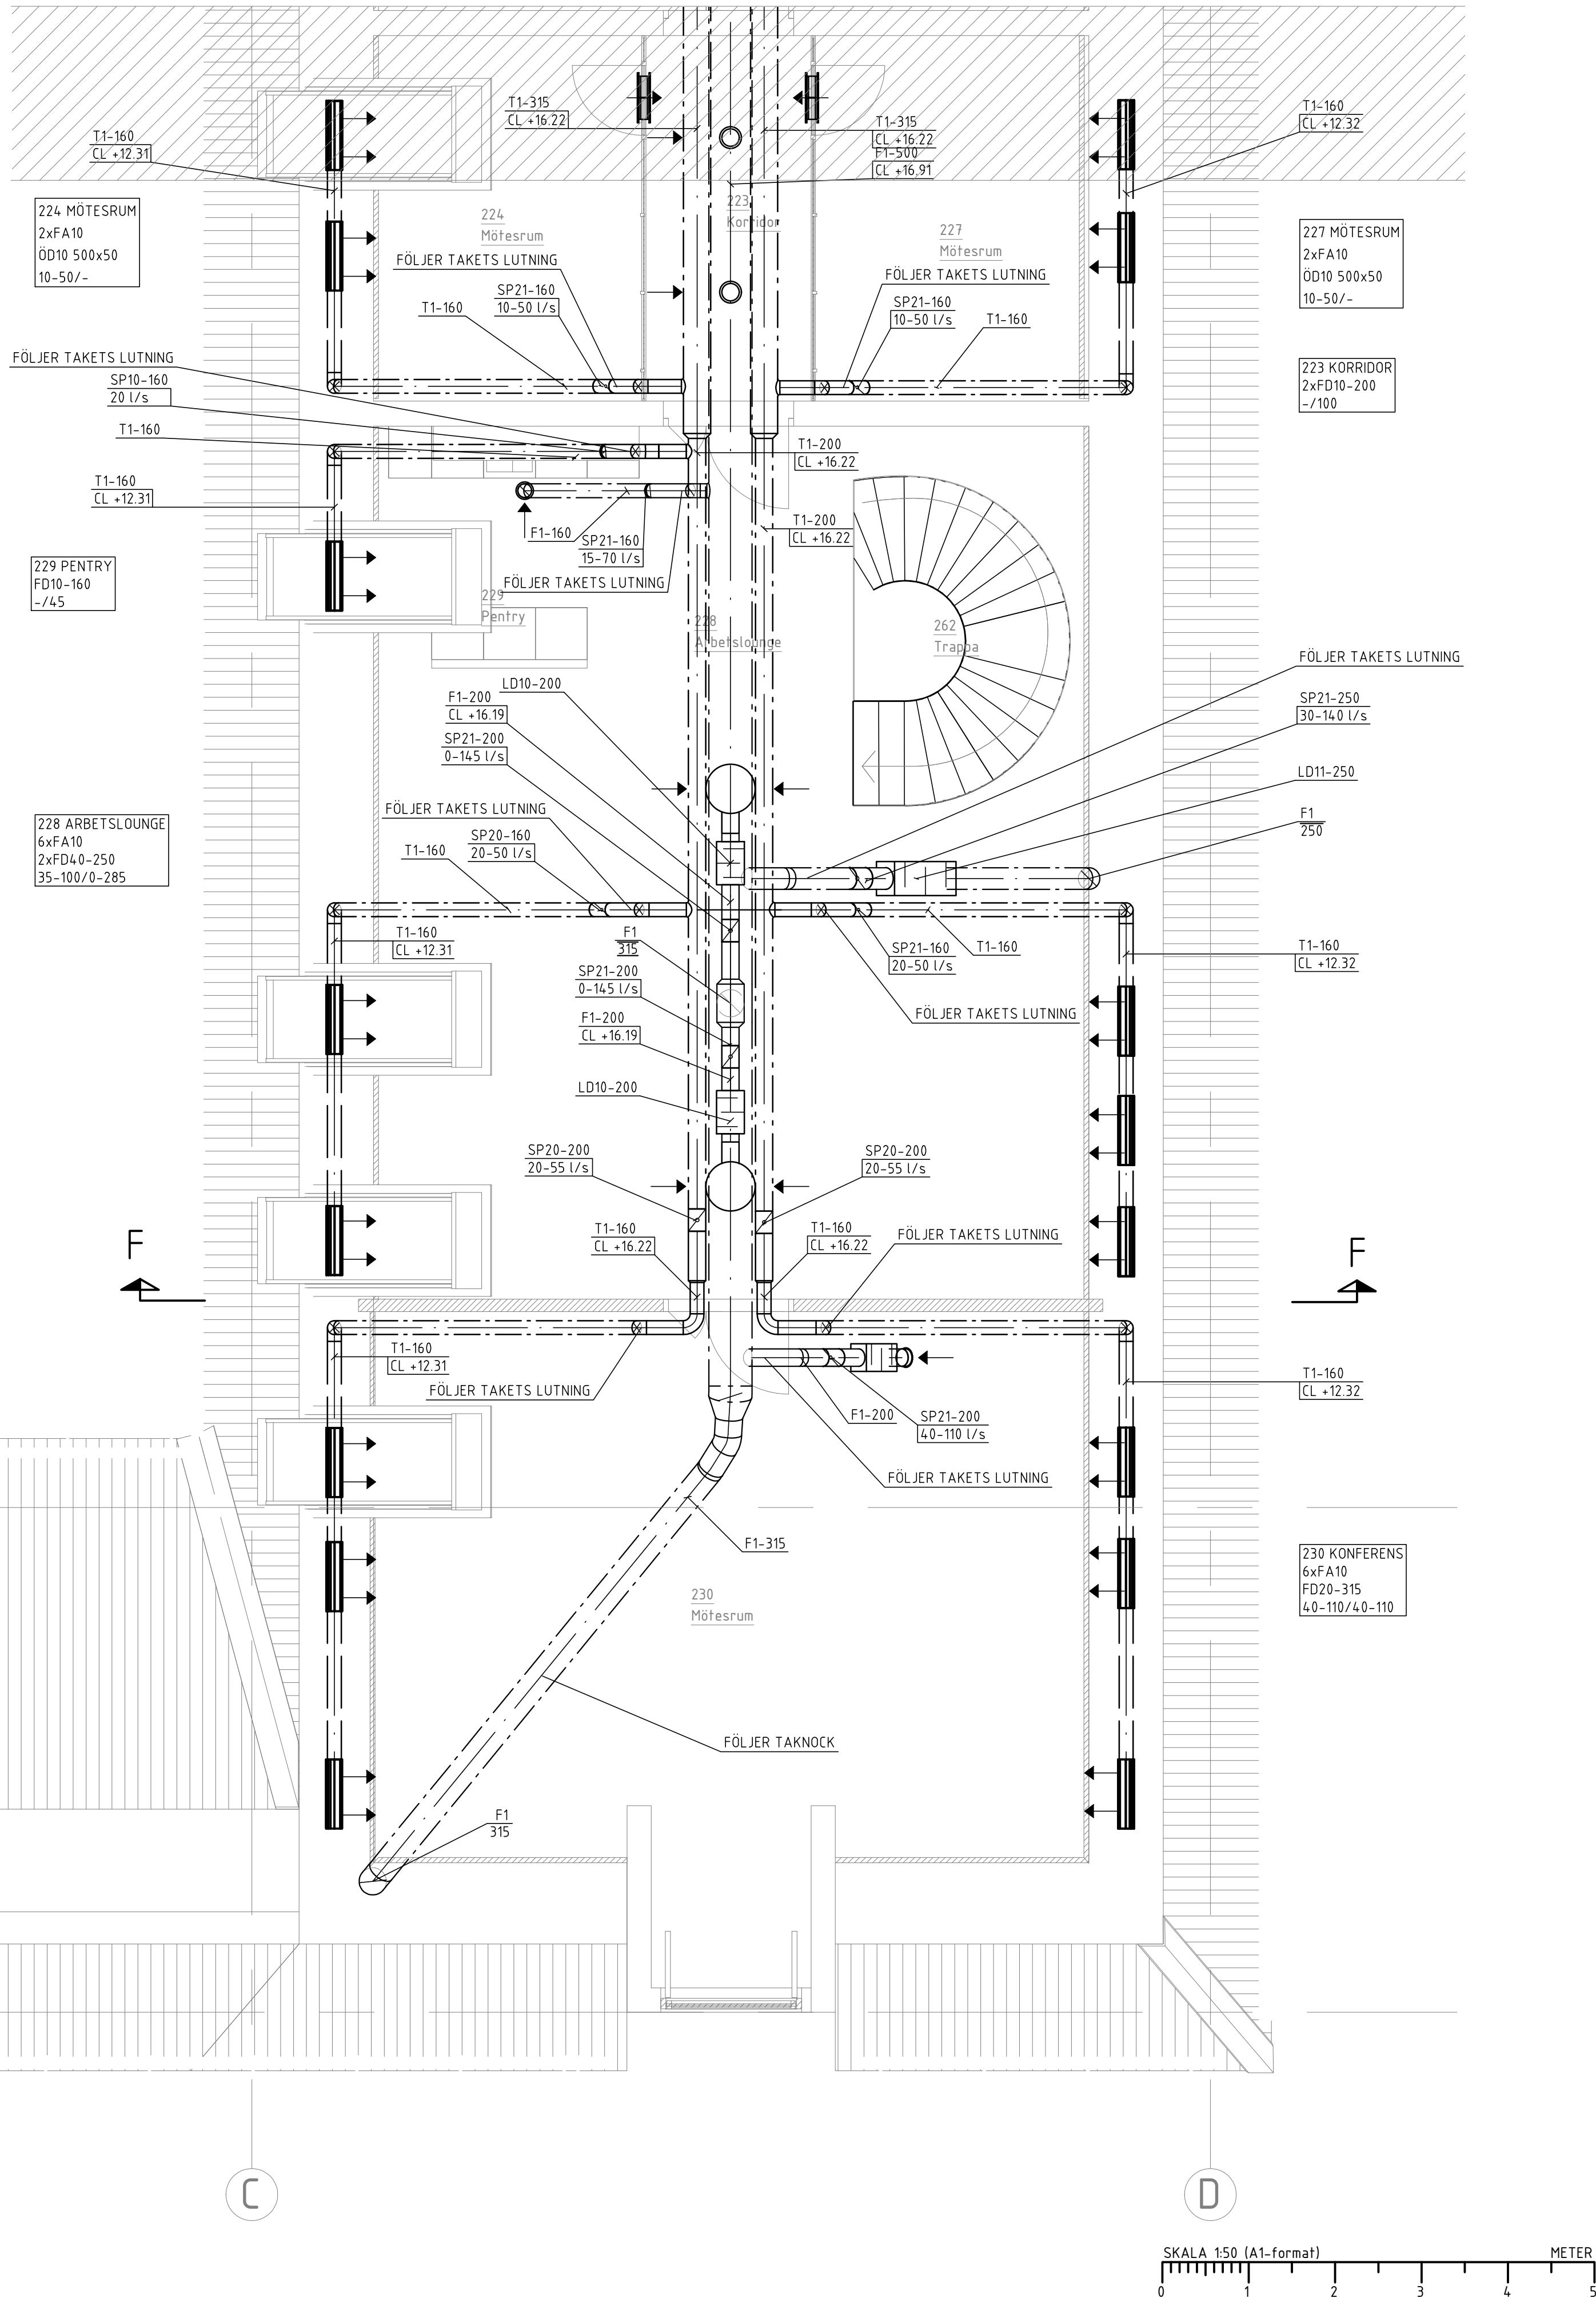 T1-315
CL +16.22
T1-160
CL +12.32
T1-315
CL +16.22
F1-500
CL +16.91
T1-160
CL +12.31
224 MÖTESRUM
2xFA10
ÖD10 500x50
10-50/-
224
Mötesrum
223
Korridor
227
Mötesrum
227 MÖTESRUM
2xFA10
ÖD10 500x50
10-50/-
FÖLJER TAKETS LUTNING
FÖLJER TAKETS LUTNING
SP21-160
10-50 l/s
T1-160
SP21-160
10-50 l/s
T1-160
FÖLJER TAKETS LUTNING
SP10-160
20 l/s
T1-160
223 KORRIDOR
2xFD10-200
-/100
T1-200
CL +16.22
T1-160
CL +12.31
F1-160
SP21-160
15-70 l/s
T1-200
CL +16.22
FÖLJER TAKETS LUTNING
229 PENTRY
FD10-160
-/45
229
Pentry
228
Arbetslounge
262
Trappa
FÖLJER TAKETS LUTNING
LD10-200
F1-200
CL +16.19
SP21-250
30-140 l/s
SP21-200
0-145 l/s
LD11-250
FÖLJER TAKETS LUTNING
F1
250
228 ARBETSLOUNGE
6xFA10
2xFD40-250
35-100/0-285
SP20-160
20-50 l/s
T1-160
T1-160
CL +12.31
F1
315
SP21-160
20-50 l/s
T1-160
T1-160
CL +12.32
SP21-200
0-145 l/s
FÖLJER TAKETS LUTNING
F1-200
CL +16.19
LD10-200
SP20-200
20-55 l/s
SP20-200
20-55 l/s
T1-160
CL +16.22
T1-160
CL +16.22
FÖLJER TAKETS LUTNING
F
F
T1-160
CL +12.31
FÖLJER TAKETS LUTNING
T1-160
CL +12.32
F1-200
SP21-200
40-110 l/s
FÖLJER TAKETS LUTNING
F1-315
230 KONFERENS
6xFA10
FD20-315
40-110/40-110
230
Mötesrum
FÖLJER TAKNOCK
F1
315
C
D
SKALA 1:50 (A1-format)
METER
0 1 2 3 4 5